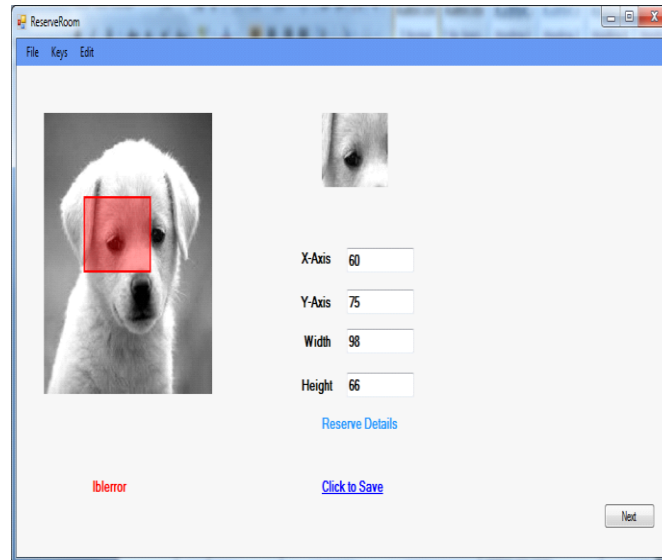 ReserveRoom
File Keys Edit
X-Axis 60
Y-Axis 75
Width 98
Height 66
Reserve Details
lblerror
Click to Save
Next